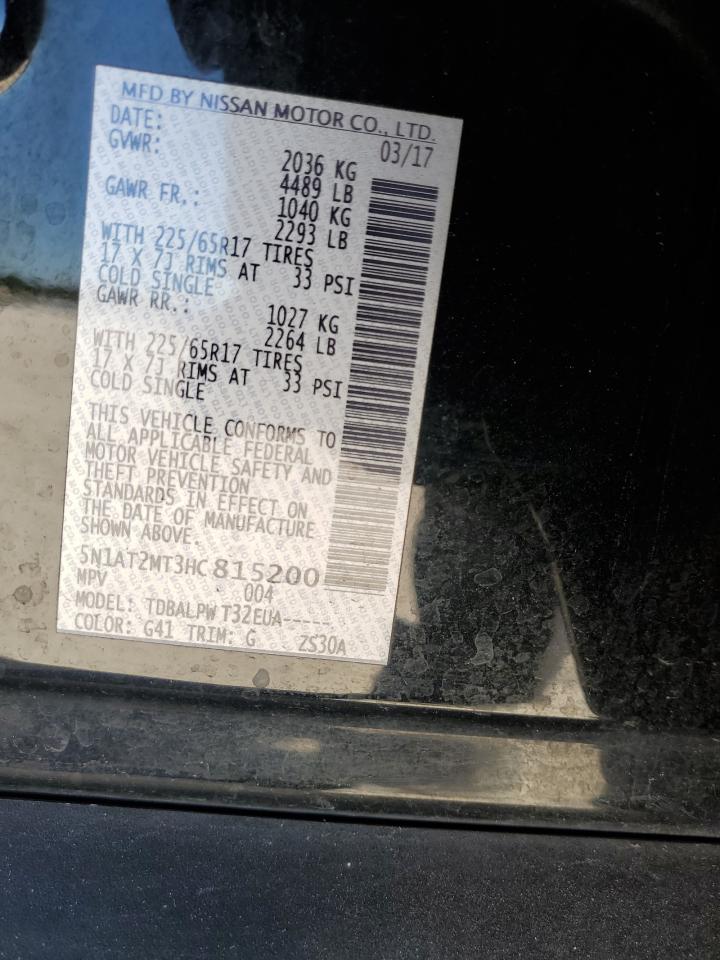 MFD BY NISSAN MOTOR CO., LTD.
DATE: 03/17
GVWR: 2036 KG
4489 LB
GAWR FR.: 1040 KG
2293 LB
WITH 225/65R17 TIRES
17 X 7J RIMS AT 33 PSI
COLD SINGLE
GAWR RR.: 1027 KG
2264 LB
WITH 225/65R17 TIRES
17 X 7J RIMS AT 33 PSI
COLD SINGLE
THIS VEHICLE CONFORMS TO
ALL APPLICABLE FEDERAL
MOTOR VEHICLE SAFETY AND
THEFT PREVENTION
STANDARDS IN EFFECT ON
THE DATE OF MANUFACTURE
SHOWN ABOVE.
5N1AT2MT3HC815200
MPV 004
MODEL: TDBALPW T32EUA------
COLOR: G41 TRIM: G ZS30A